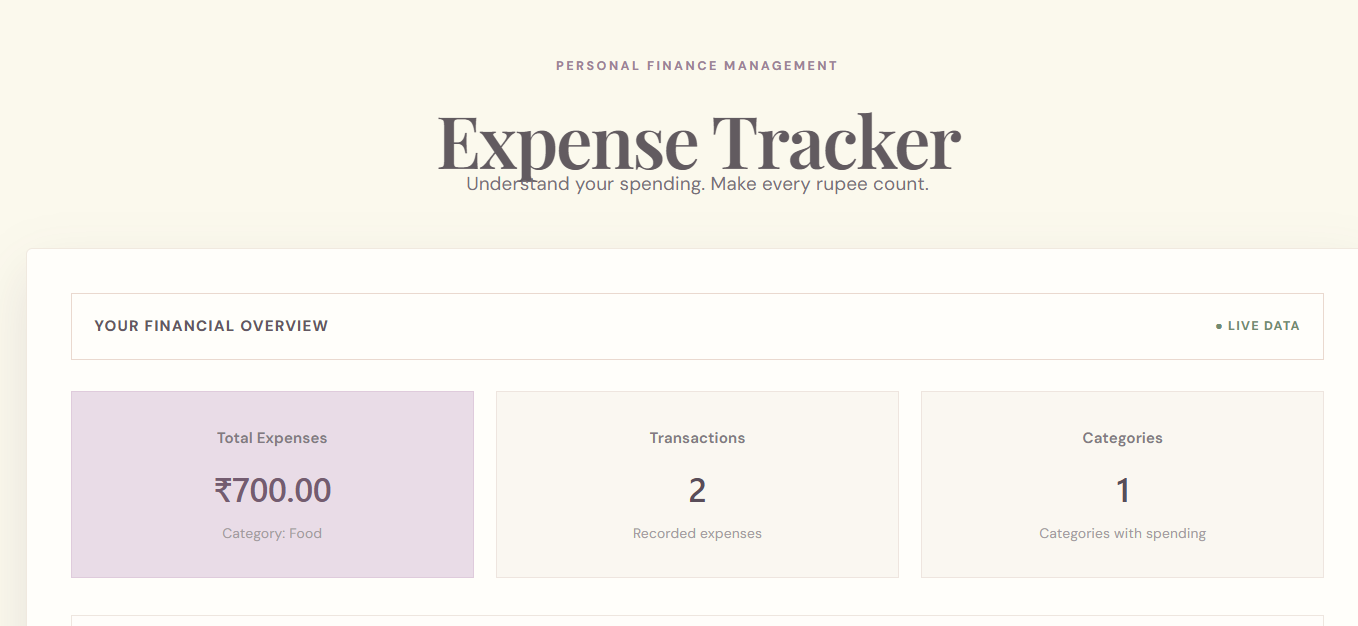 PERSONAL FINANCE MANAGEMENT
Expense Tracker
Understand your spending. Make every rupee count.
YOUR FINANCIAL OVERVIEW
● LIVE DATA
Total Expenses
₹700.00
Category: Food
Transactions
2
Recorded expenses
Categories
1
Categories with spending